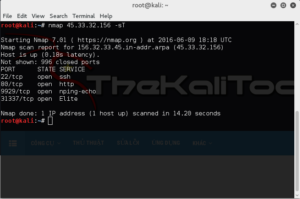 root@kali: ~
File Edit View Search Terminal Help
root@kali:~# nmap 45.33.32.156 -sT
Starting Nmap 7.01 ( https://nmap.org ) at 2016-06-09 18:18 UTC
Nmap scan report for 156.32.33.45.in-addr.arpa (45.33.32.156)
Host is up (0.18s latency).
Not shown: 996 closed ports
PORT STATE SERVICE
22/tcp open ssh
80/tcp open http
9929/tcp open nping-echo
31337/tcp open Elite
Nmap done: 1 IP address (1 host up) scanned in 14.20 seconds
root@kali:~#
TheKaliToo